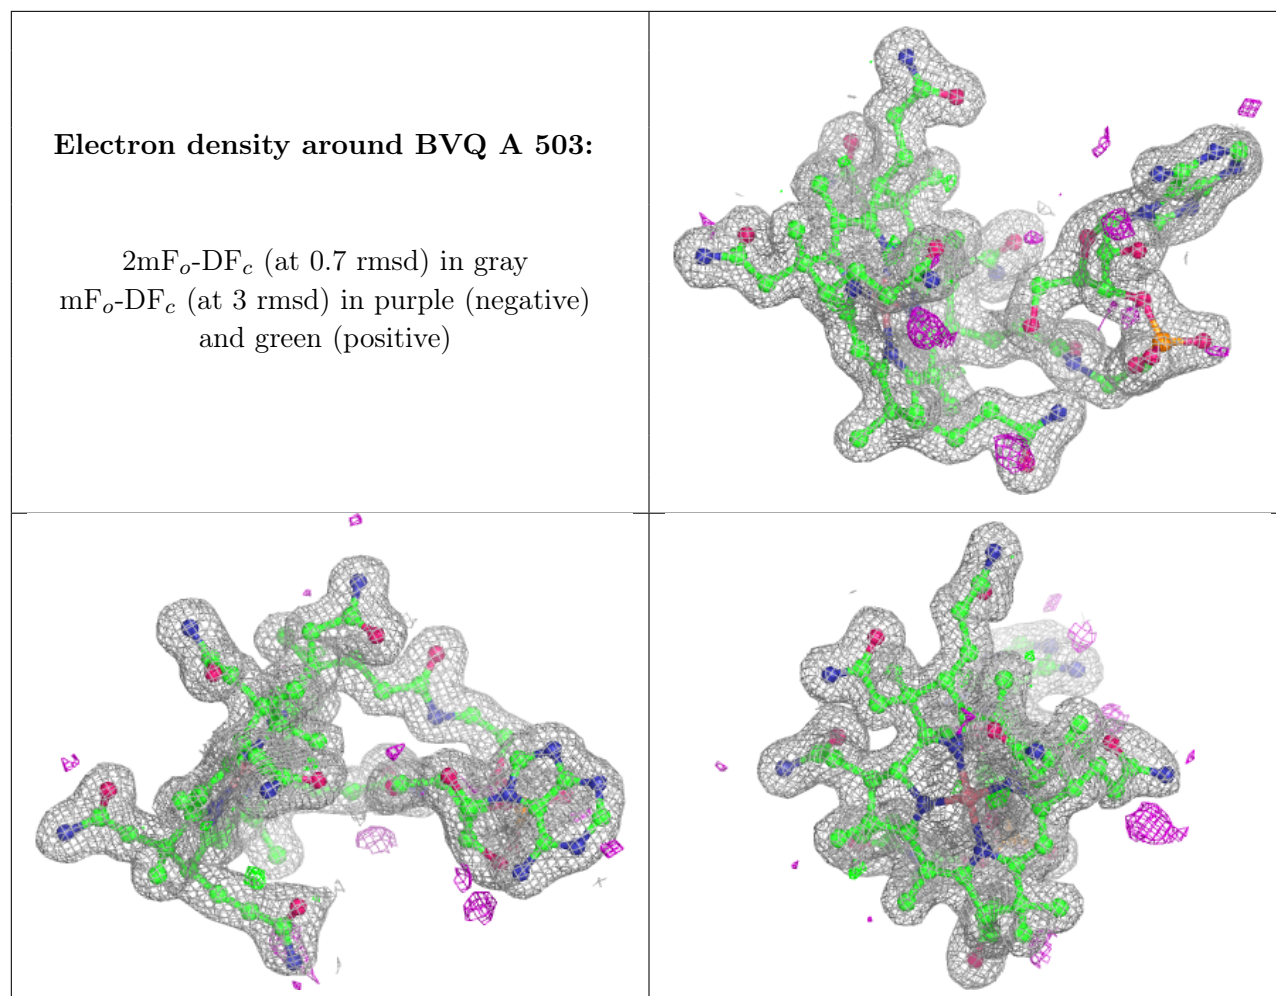 Electron density around BVQ A 503:
2mFo-DFc (at 0.7 rmsd) in gray
mFo-DFc (at 3 rmsd) in purple (negative)
and green (positive)